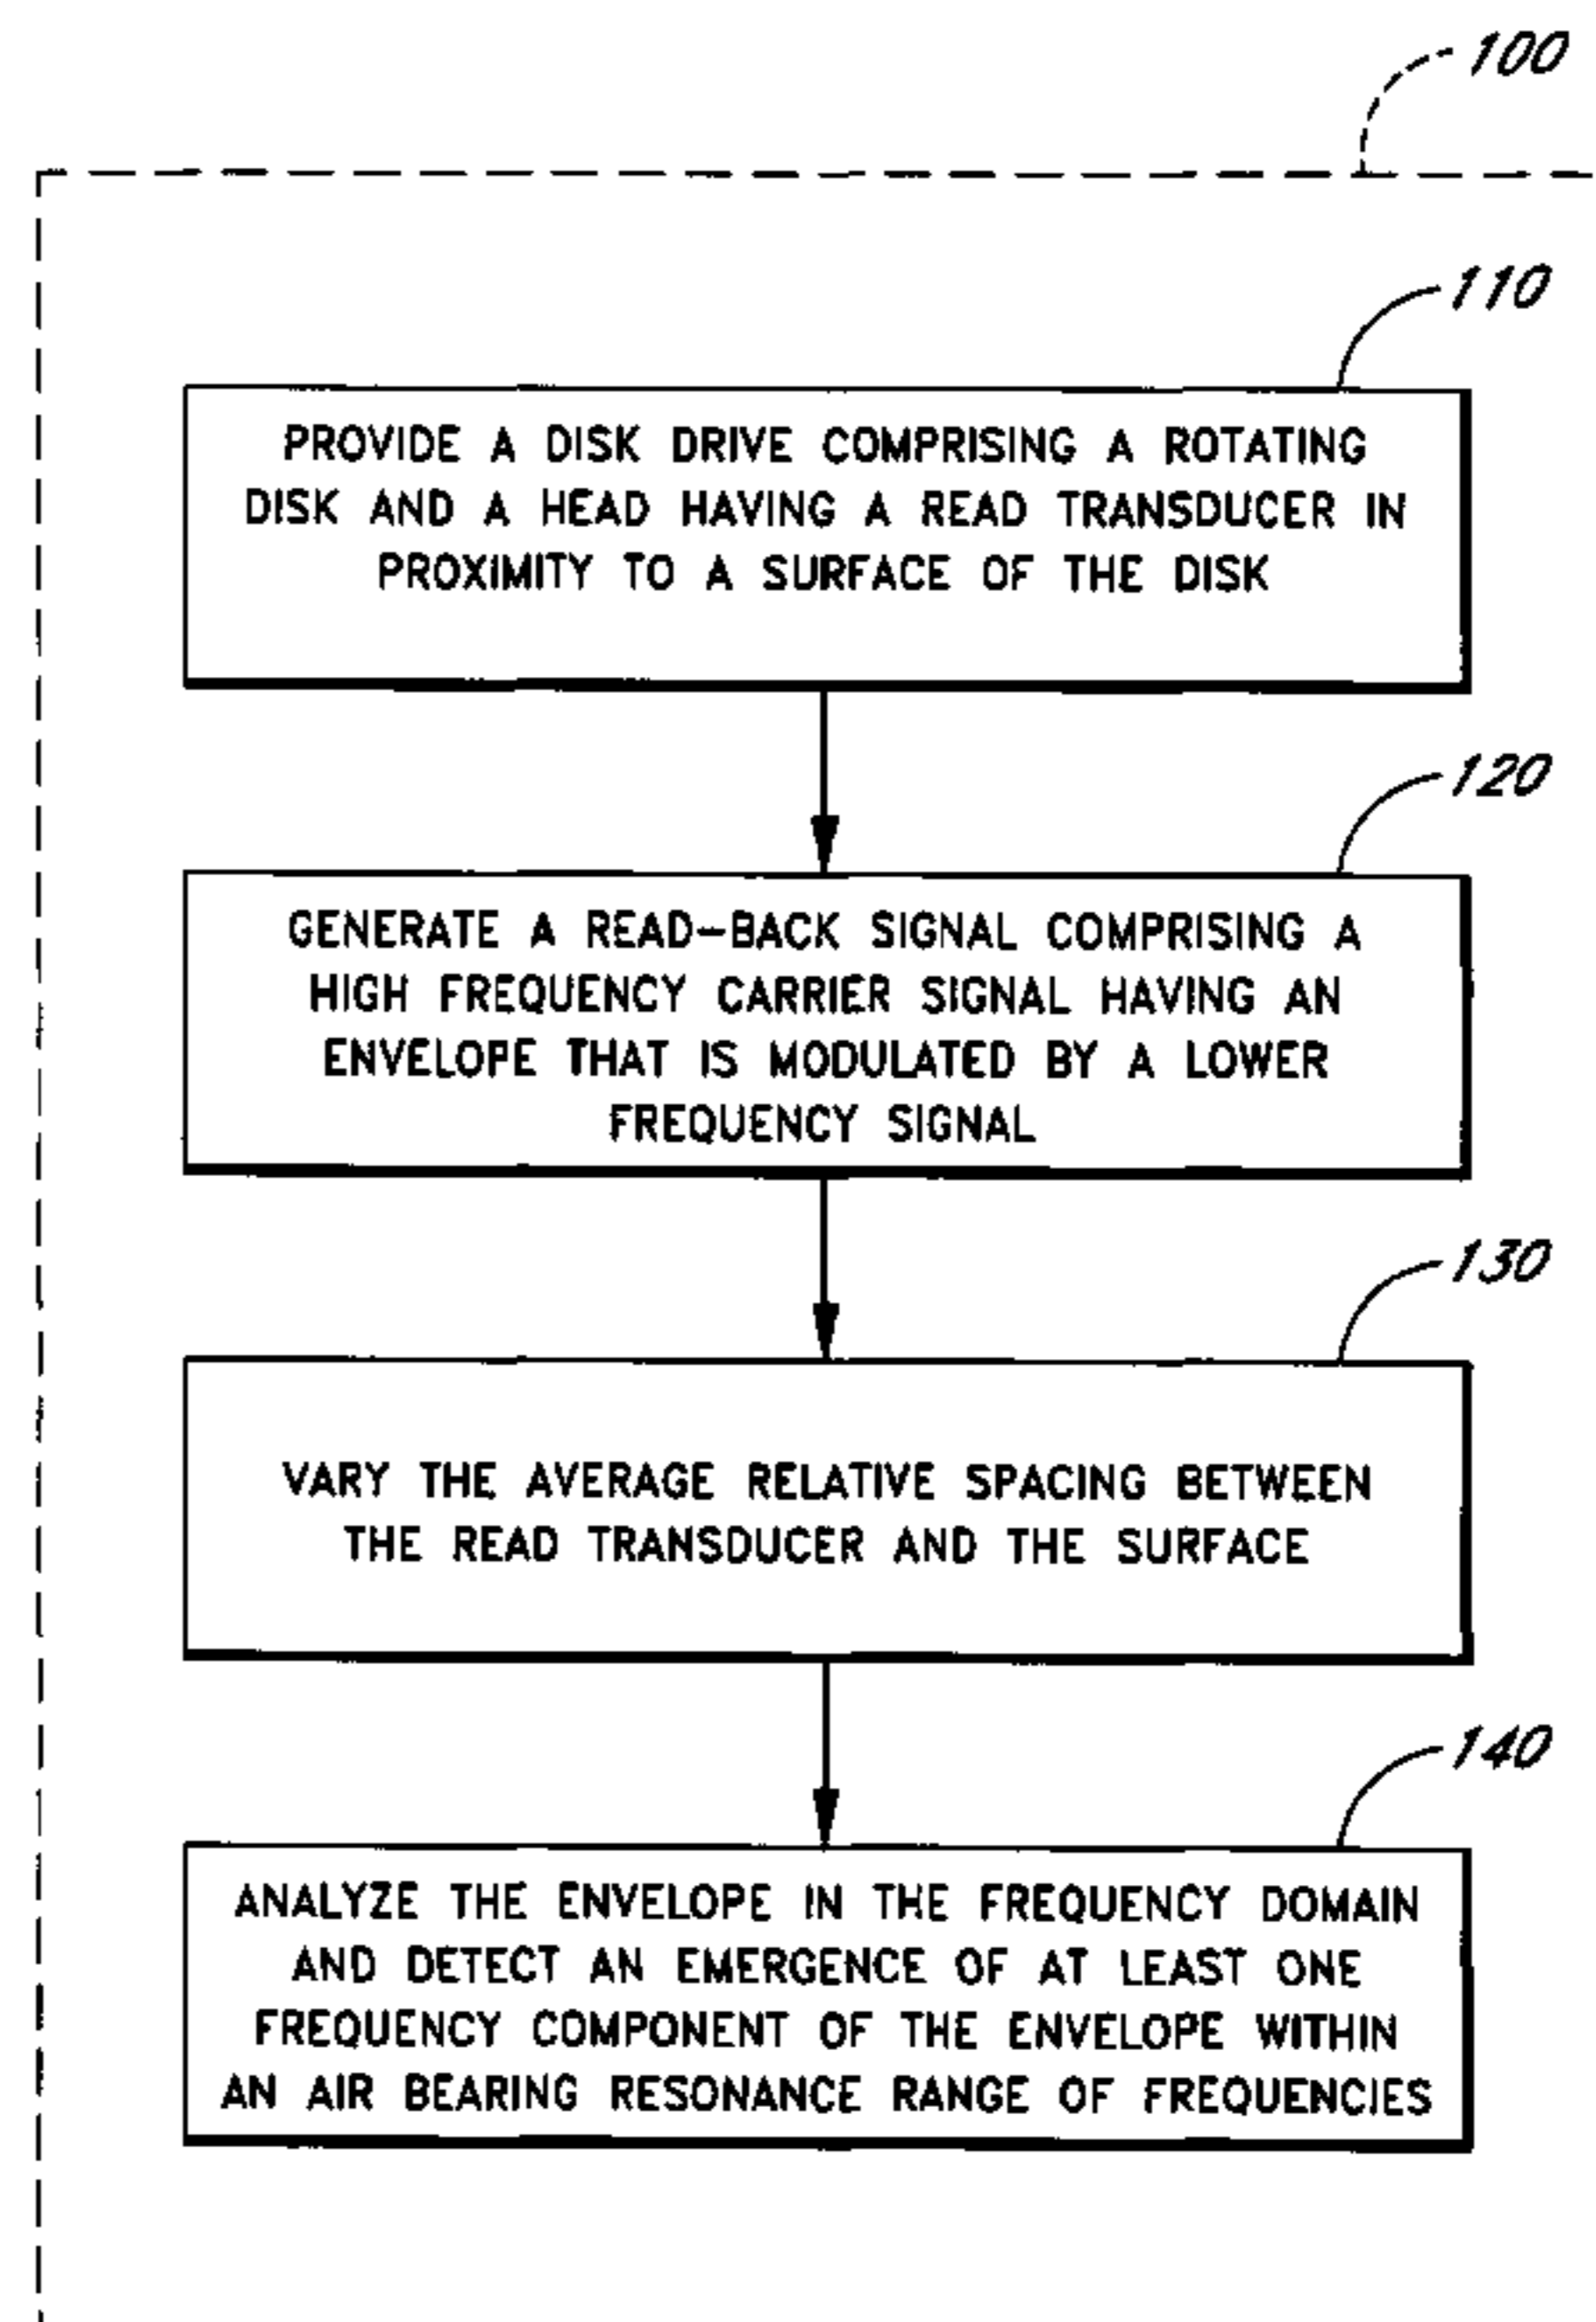 100
110
PROVIDE A DISK DRIVE COMPRISING A ROTATING
DISK AND A HEAD HAVING A READ TRANSDUCER IN
PROXIMITY TO A SURFACE OF THE DISK
120
GENERATE A READ-BACK SIGNAL COMPRISING A
HIGH FREQUENCY CARRIER SIGNAL HAVING AN
ENVELOPE THAT IS MODULATED BY A LOWER
FREQUENCY SIGNAL
130
VARY THE AVERAGE RELATIVE SPACING BETWEEN
THE READ TRANSDUCER AND THE SURFACE
140
ANALYZE THE ENVELOPE IN THE FREQUENCY DOMAIN
AND DETECT AN EMERGENCE OF AT LEAST ONE
FREQUENCY COMPONENT OF THE ENVELOPE WITHIN
AN AIR BEARING RESONANCE RANGE OF FREQUENCIES